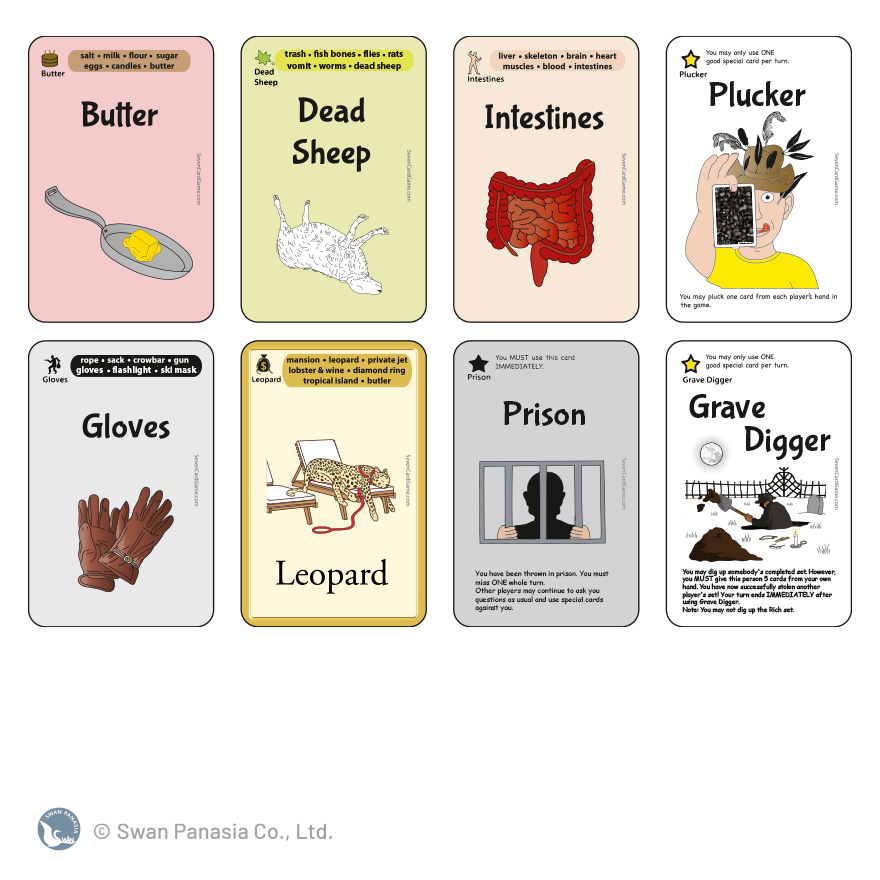 salt • milk • flour • sugar
eggs • candles • butter
Butter
Butter
SevenCardGame.com
trash • fish bones • flies • rats
vomit • worms • dead sheep
Dead
Sheep
Dead
Sheep
SevenCardGame.com
liver • skeleton • brain • heart
muscles • blood • intestines
Intestines
Intestines
SevenCardGame.com
You may only use ONE
good special card per turn.
Plucker
Plucker
SevenCardGame.com
You may pluck one card from each player's hand in
the game.
rope • sack • crowbar • gun
gloves • flashlight • ski mask
Gloves
Gloves
SevenCardGame.com
mansion • leopard • private jet
lobster & wine • diamond ring
tropical island • butler
Leopard
SevenCardGame.com
Leopard
You MUST use this card
IMMEDIATELY.
Prison
Prison
SevenCardGame.com
You have been thrown in prison. You must
miss ONE whole turn.
Other players may continue to ask you
questions as usual and use special cards
against you.
You may only use ONE
good special card per turn.
Grave Digger
Grave
Digger
SevenCardGame.com
You may dig up somebody's completed set. However,
you MUST give this person 5 cards from your own
hand. You have now successfully stolen another
player's set! Your turn ends IMMEDIATELY after
using Grave Digger.
Note: You may not dig up the Rich set.
SWAN PANASIA
© Swan Panasia Co., Ltd.